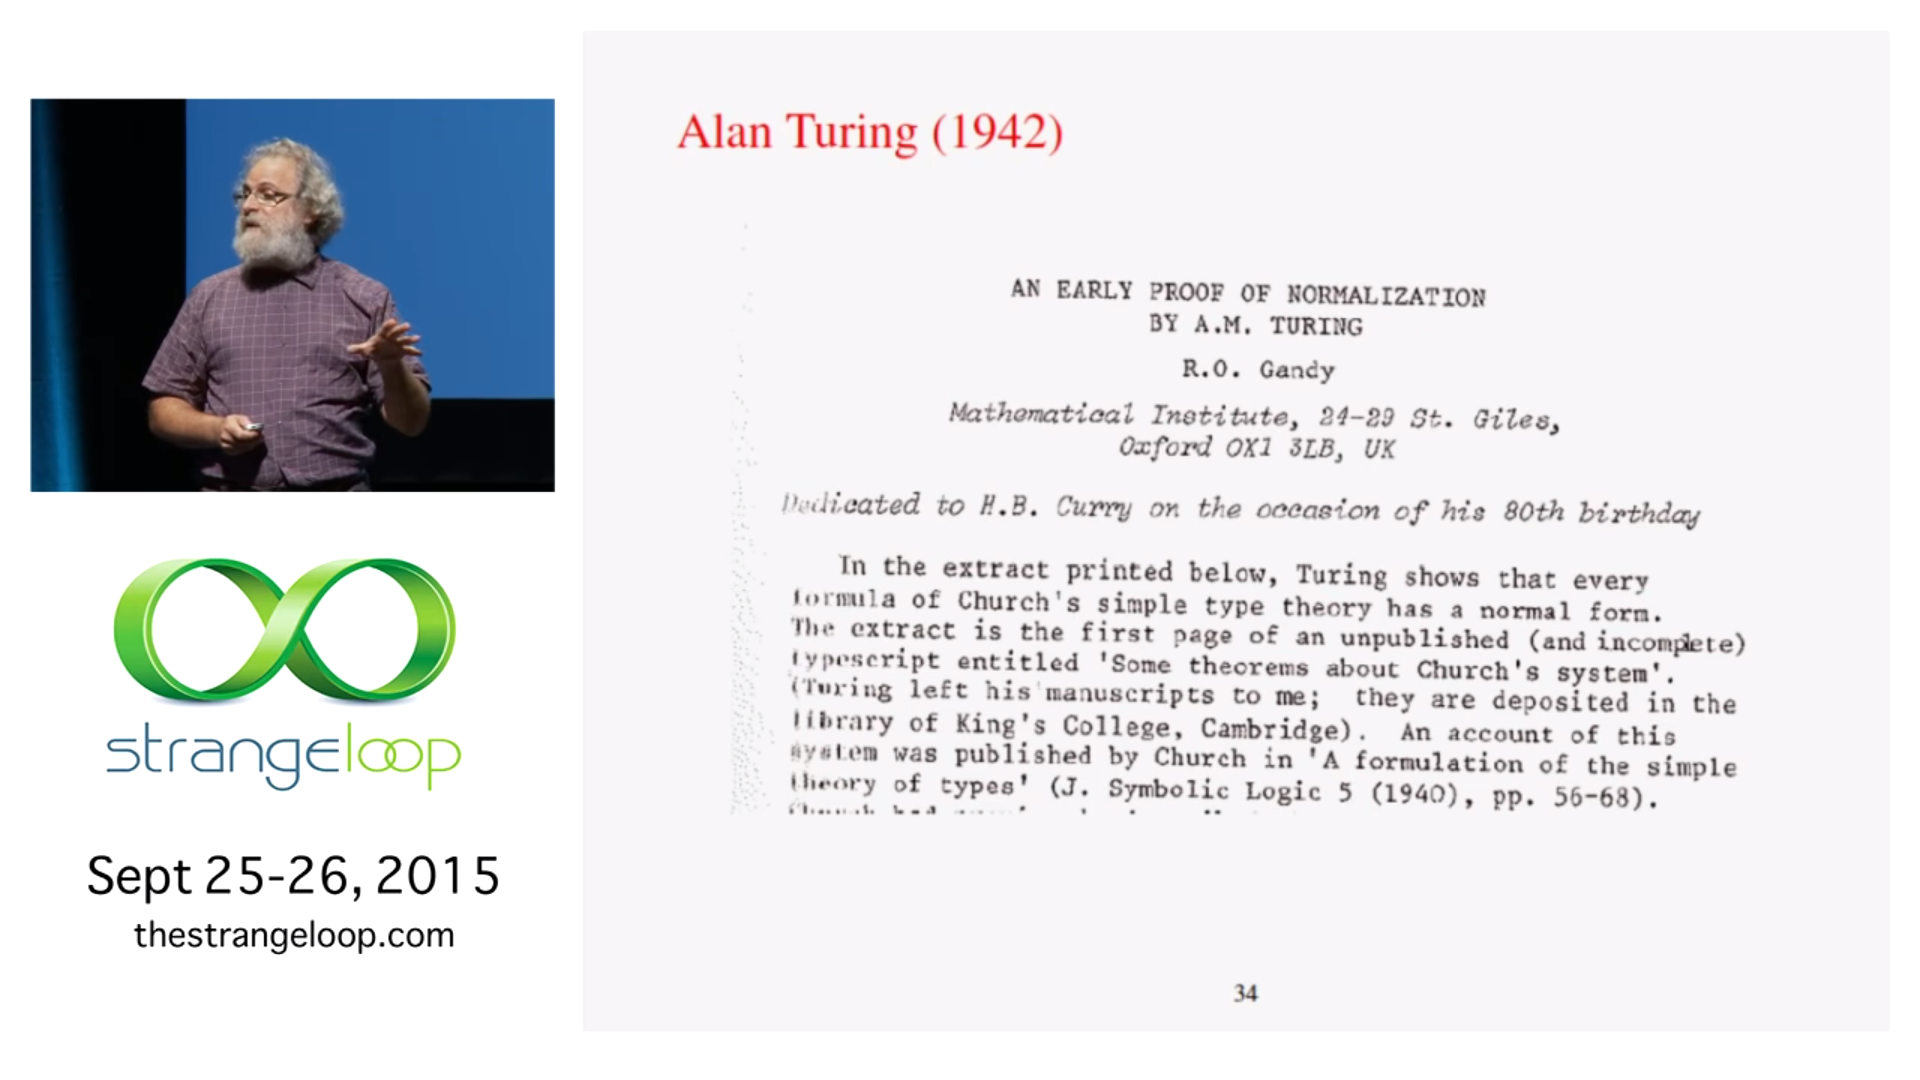 strangeloop
Sept 25-26, 2015
thestrangeloop.com
Alan Turing (1942)
AN EARLY PROOF OF NORMALIZATION
BY A.M. TURING
R.O. Gandy
Mathematical Institute, 24-29 St. Giles,
Oxford OX1 3LB, UK
Dedicated to H.B. Curry on the occasion of his 80th birthday
In the extract printed below, Turing shows that every
formula of Church's simple type theory has a normal form.
The extract is the first page of an unpublished (and incomplete)
typescript entitled 'Some theorems about Church's system'.
(Turing left his manuscripts to me; they are deposited in the
library of King's College, Cambridge). An account of this
system was published by Church in 'A formulation of the simple
theory of types' (J. Symbolic Logic 5 (1940), pp. 56-68).
34